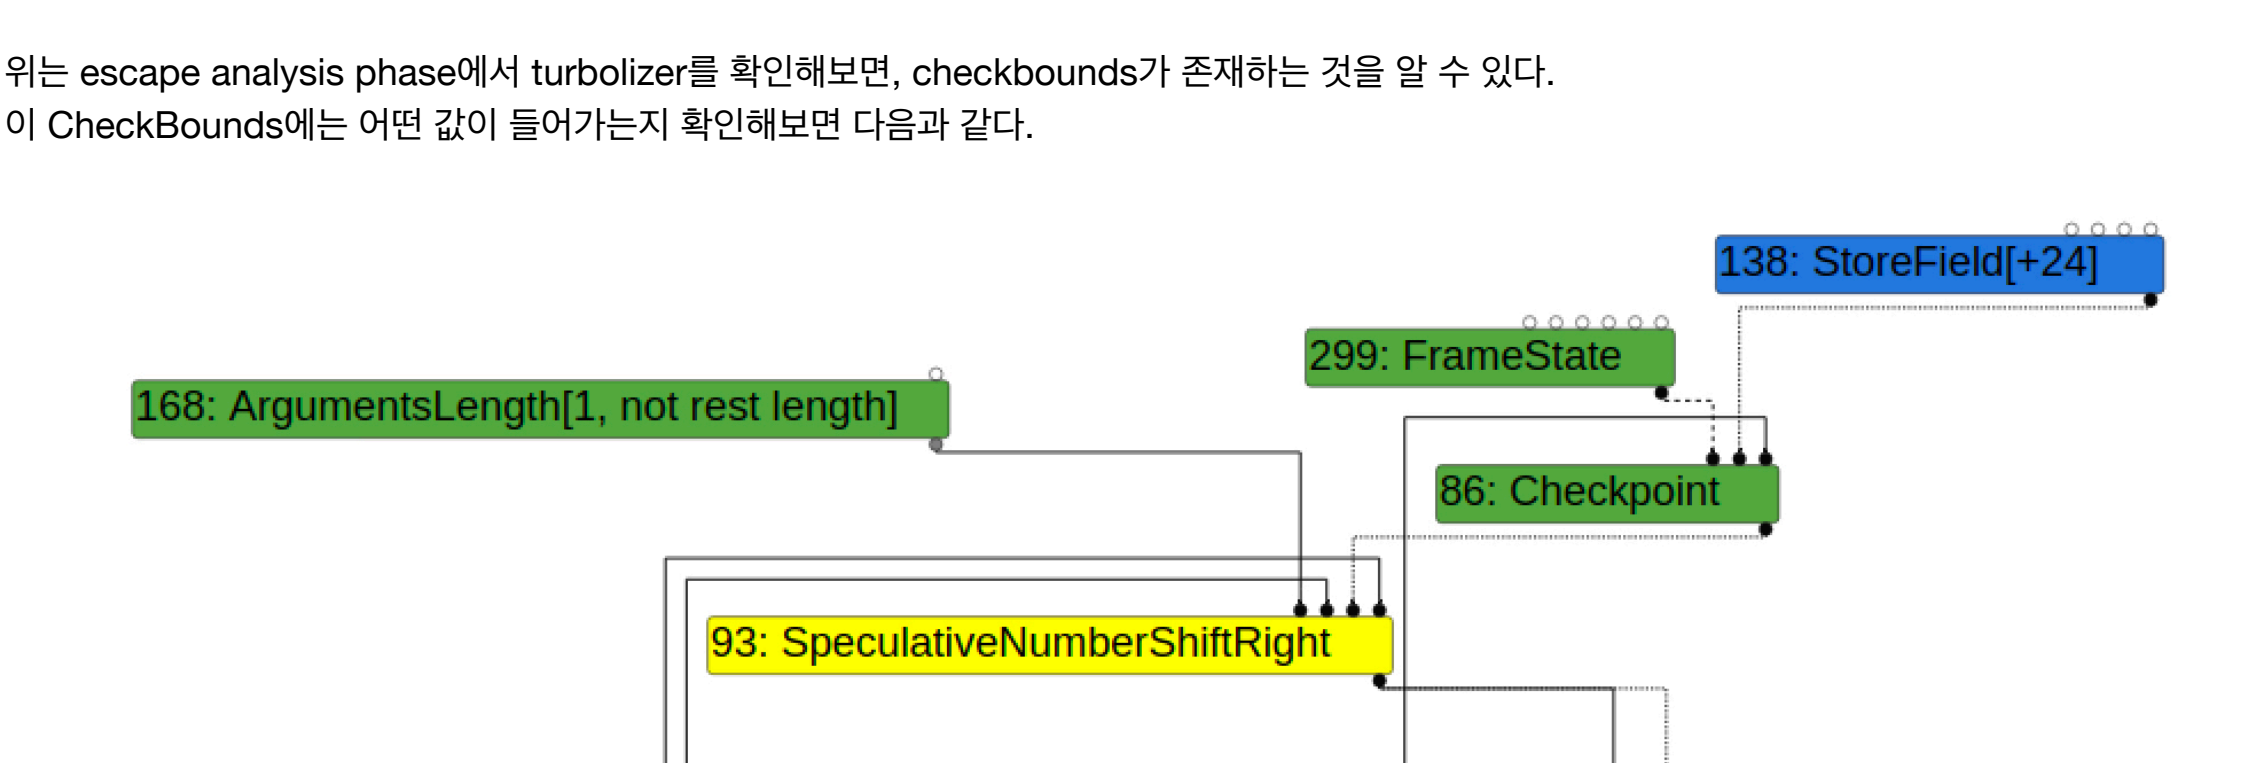 위는 escape analysis phase에서 turbolizer를 확인해보면, checkbounds가 존재하는 것을 알 수 있다.
이 CheckBounds에는 어떤 값이 들어가는지 확인해보면 다음과 같다.
138: StoreField[+24]
299: FrameState
168: ArgumentsLength[1, not rest length]
86: Checkpoint
93: SpeculativeNumberShiftRight